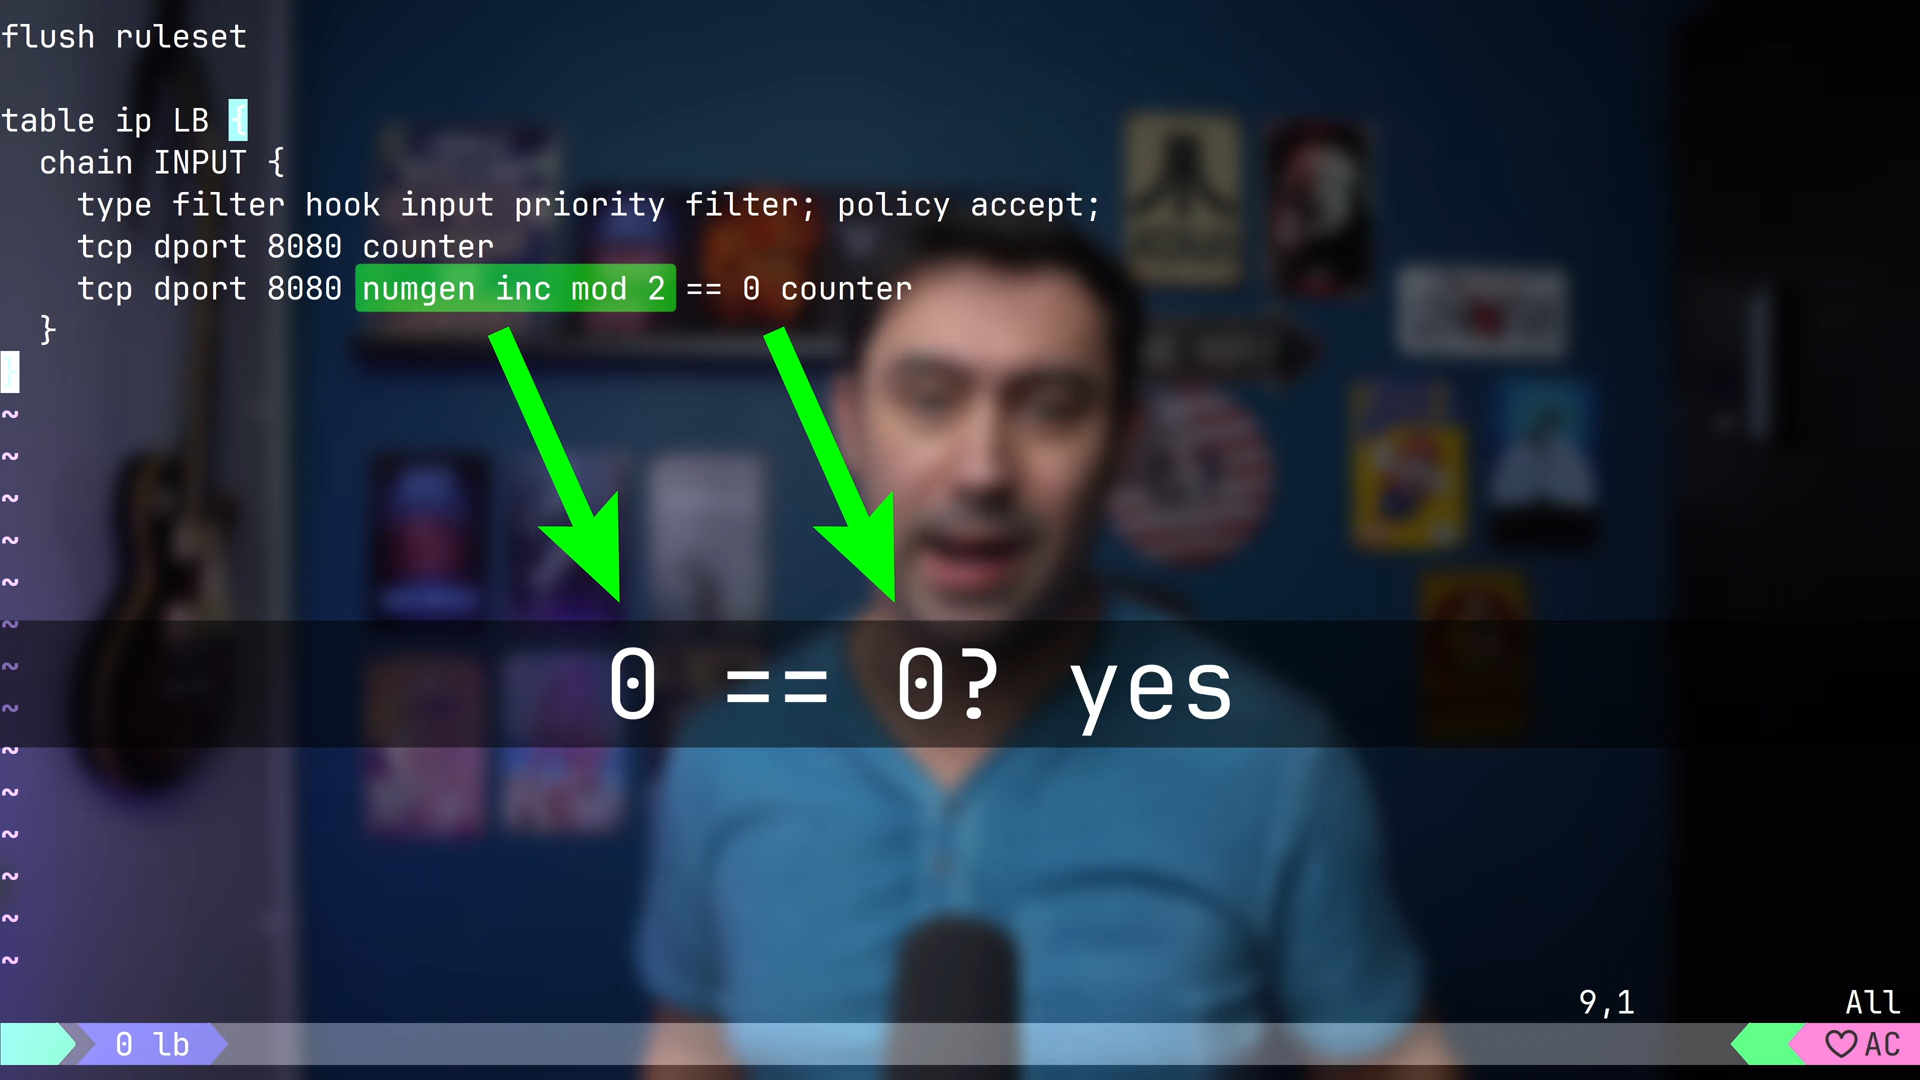 flush ruleset
table ip LB {
  chain INPUT {
    type filter hook input priority filter; policy accept;
    tcp dport 8080 counter
    tcp dport 8080 numgen inc mod 2 == 0 counter
  }
}
~
~
~
~
~
~
~
~
~
~
~
~
~
~
0 == 0? yes
9,1 All
0 lb
♡ AC